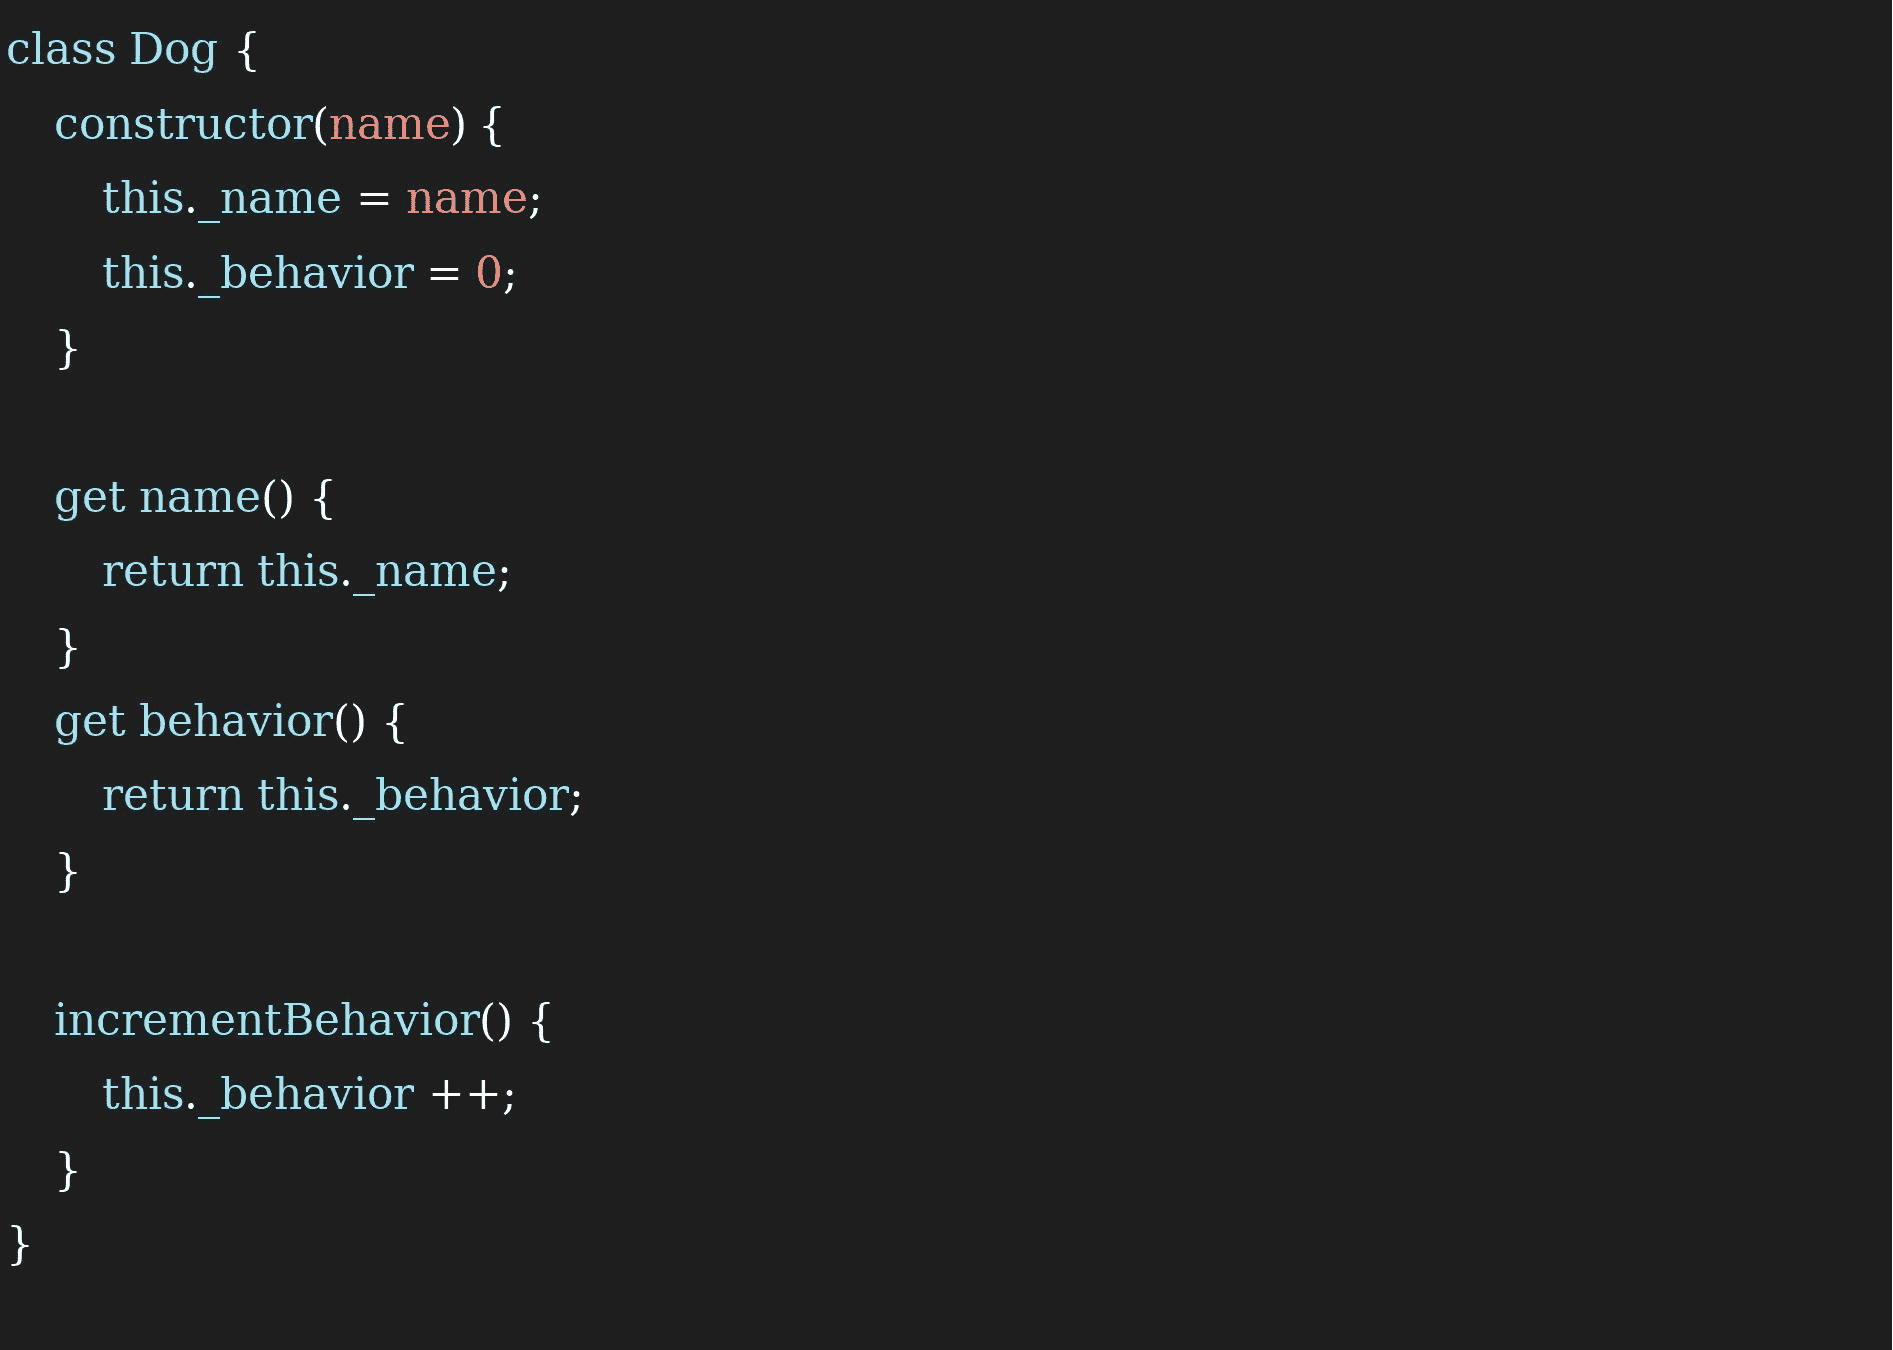 class Dog {
    constructor(name) {
        this._name = name;
        this._behavior = 0;
    }

    get name() {
        return this._name;
    }
    get behavior() {
        return this._behavior;
    }

    incrementBehavior() {
        this._behavior ++;
    }
}